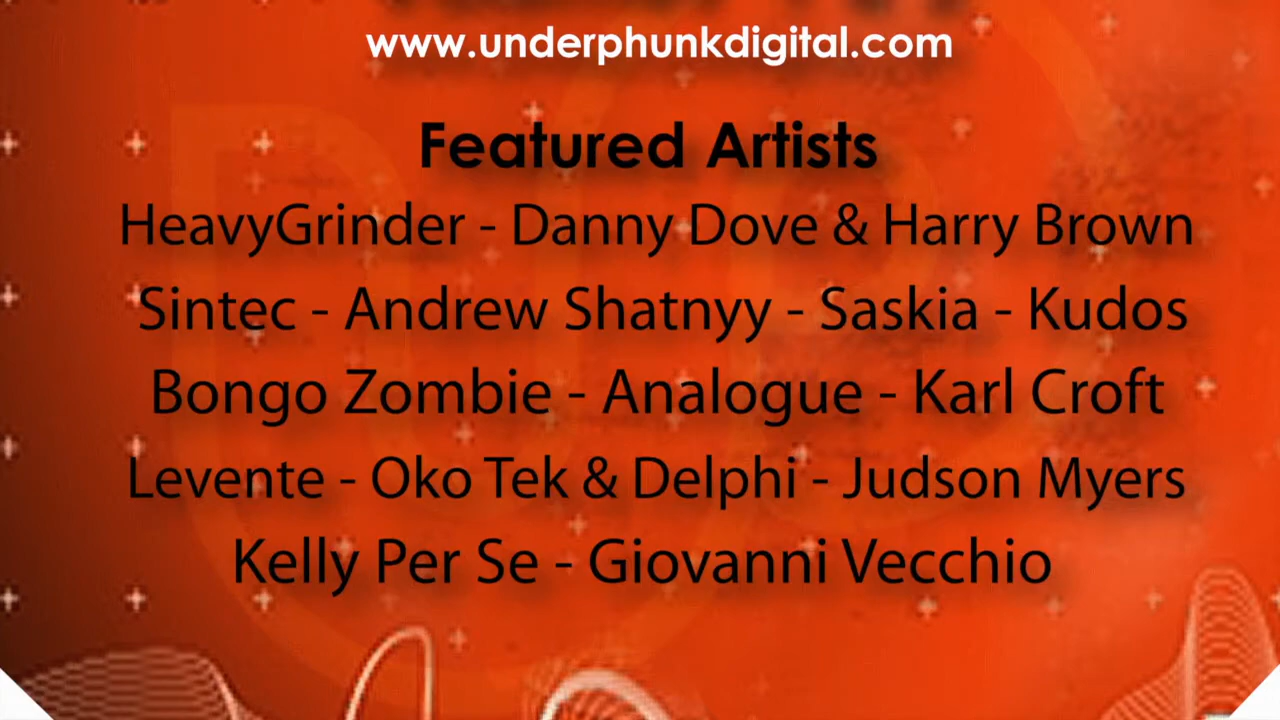 www.underphunkdigital.com
Featured Artists
HeavyGrinder - Danny Dove & Harry Brown
Sintec - Andrew Shatnyy - Saskia - Kudos
Bongo Zombie - Analogue - Karl Croft
Levente - Oko Tek & Delphi - Judson Myers
Kelly Per Se - Giovanni Vecchio